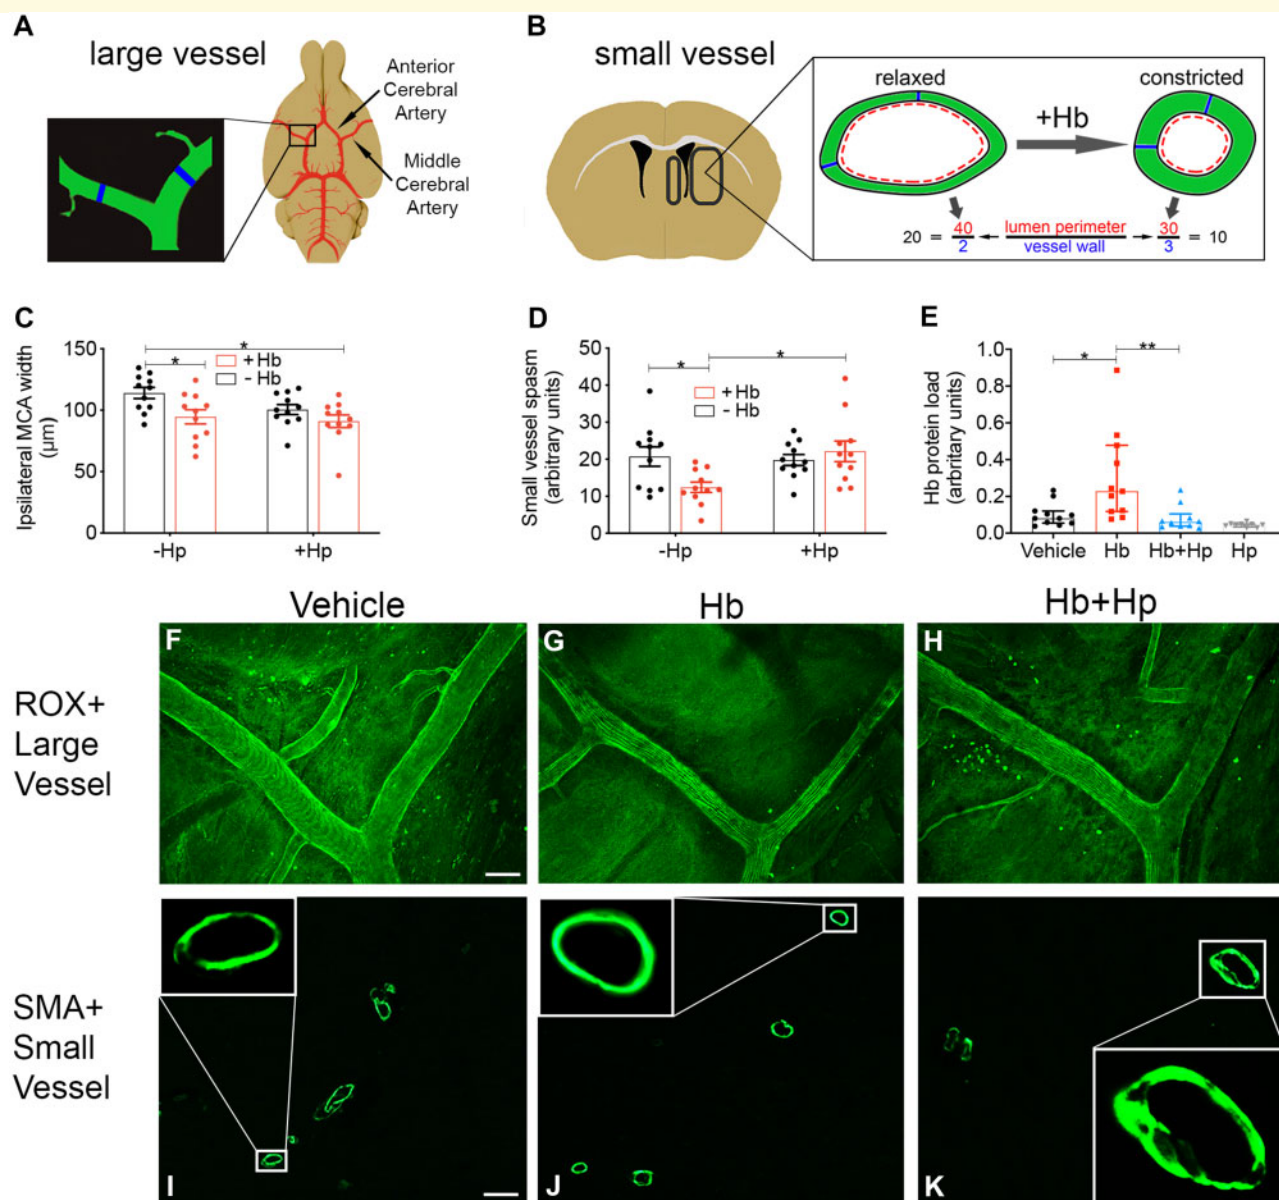 A
large vessel
Anterior
Cerebral
Artery
Middle
Cerebral
Artery
B
small vessel
relaxed
constricted
+Hb
20 = 40 lumen perimeter 30 = 10
2 vessel wall 3
C
Ipsilateral MCA width
(μm)
150
100
50
0
*
*
+ Hb
- Hb
-Hp
+Hp
D
Small vessel spasm
(arbitrary units)
50
40
30
20
10
0
*
*
+ Hb
- Hb
-Hp
+Hp
E
Hb protein load
(arbritary units)
1.0
0.8
0.6
0.4
0.2
0.0
*
**
Vehicle
Hb
Hb+Hp
Hp
Vehicle
Hb
Hb+Hp
ROX+
Large
Vessel
F
G
H
SMA+
Small
Vessel
I
J
K